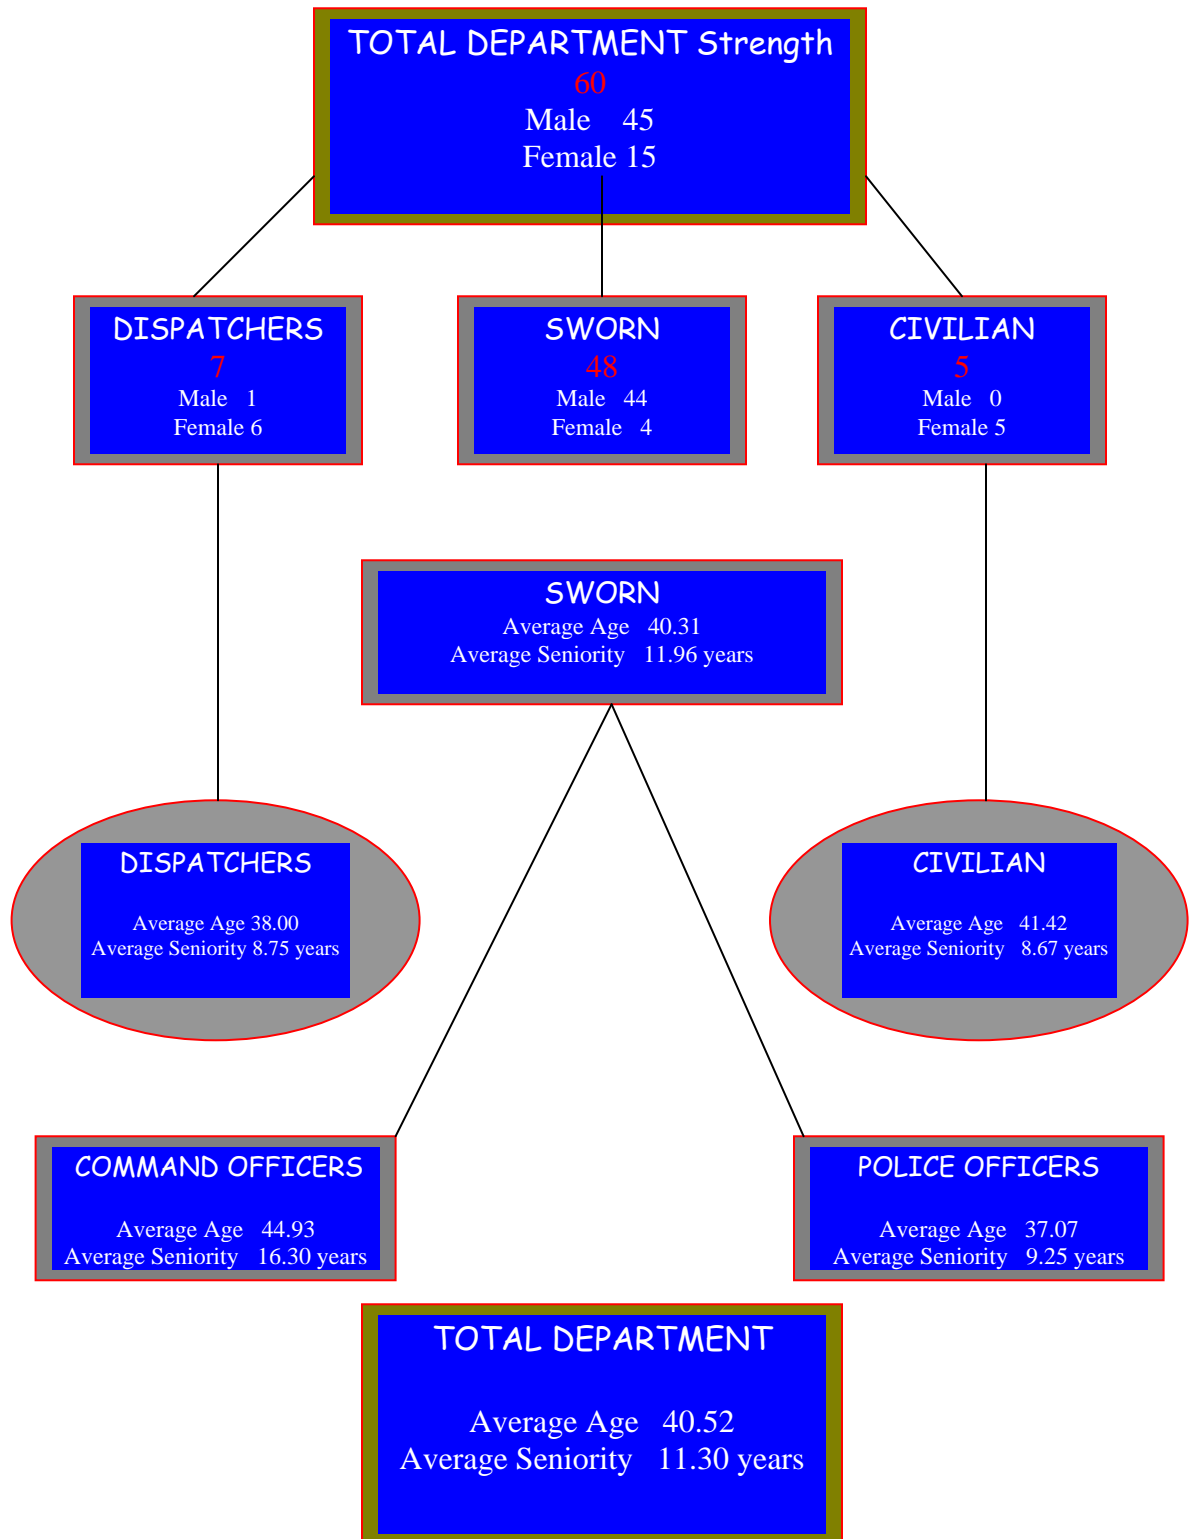 TOTAL DEPARTMENT Strength
60
Male 45
Female 15
DISPATCHERS
7
Male 1
Female 6
SWORN
48
Male 44
Female 4
CIVILIAN
5
Male 0
Female 5
SWORN
Average Age 40.31
Average Seniority 11.96 years
DISPATCHERS
Average Age 38.00
Average Seniority 8.75 years
CIVILIAN
Average Age 41.42
Average Seniority 8.67 years
COMMAND OFFICERS
Average Age 44.93
Average Seniority 16.30 years
POLICE OFFICERS
Average Age 37.07
Average Seniority 9.25 years
TOTAL DEPARTMENT
Average Age 40.52
Average Seniority 11.30 years